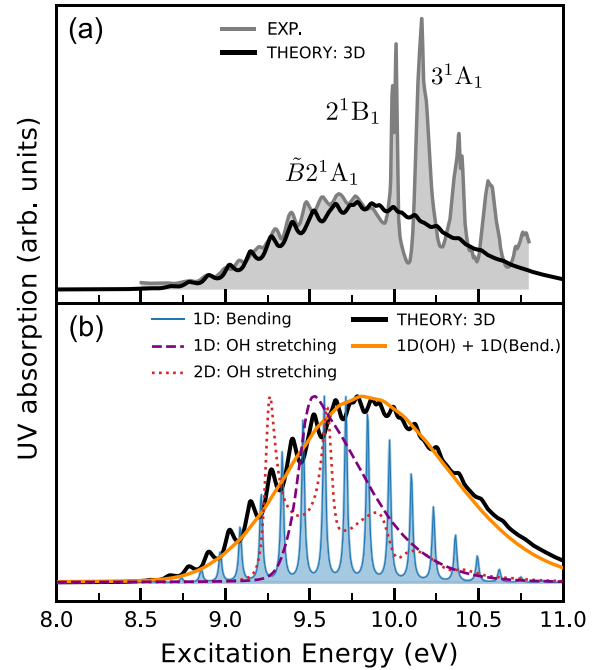 (a)
EXP.
THEORY: 3D
3¹A₁
2¹B₁
B̃2¹A₁
UV absorption (arb. units)
(b)
1D: Bending
1D: OH stretching
2D: OH stretching
THEORY: 3D
1D(OH) + 1D(Bend.)
8.0 8.5 9.0 9.5 10.0 10.5 11.0
Excitation Energy (eV)